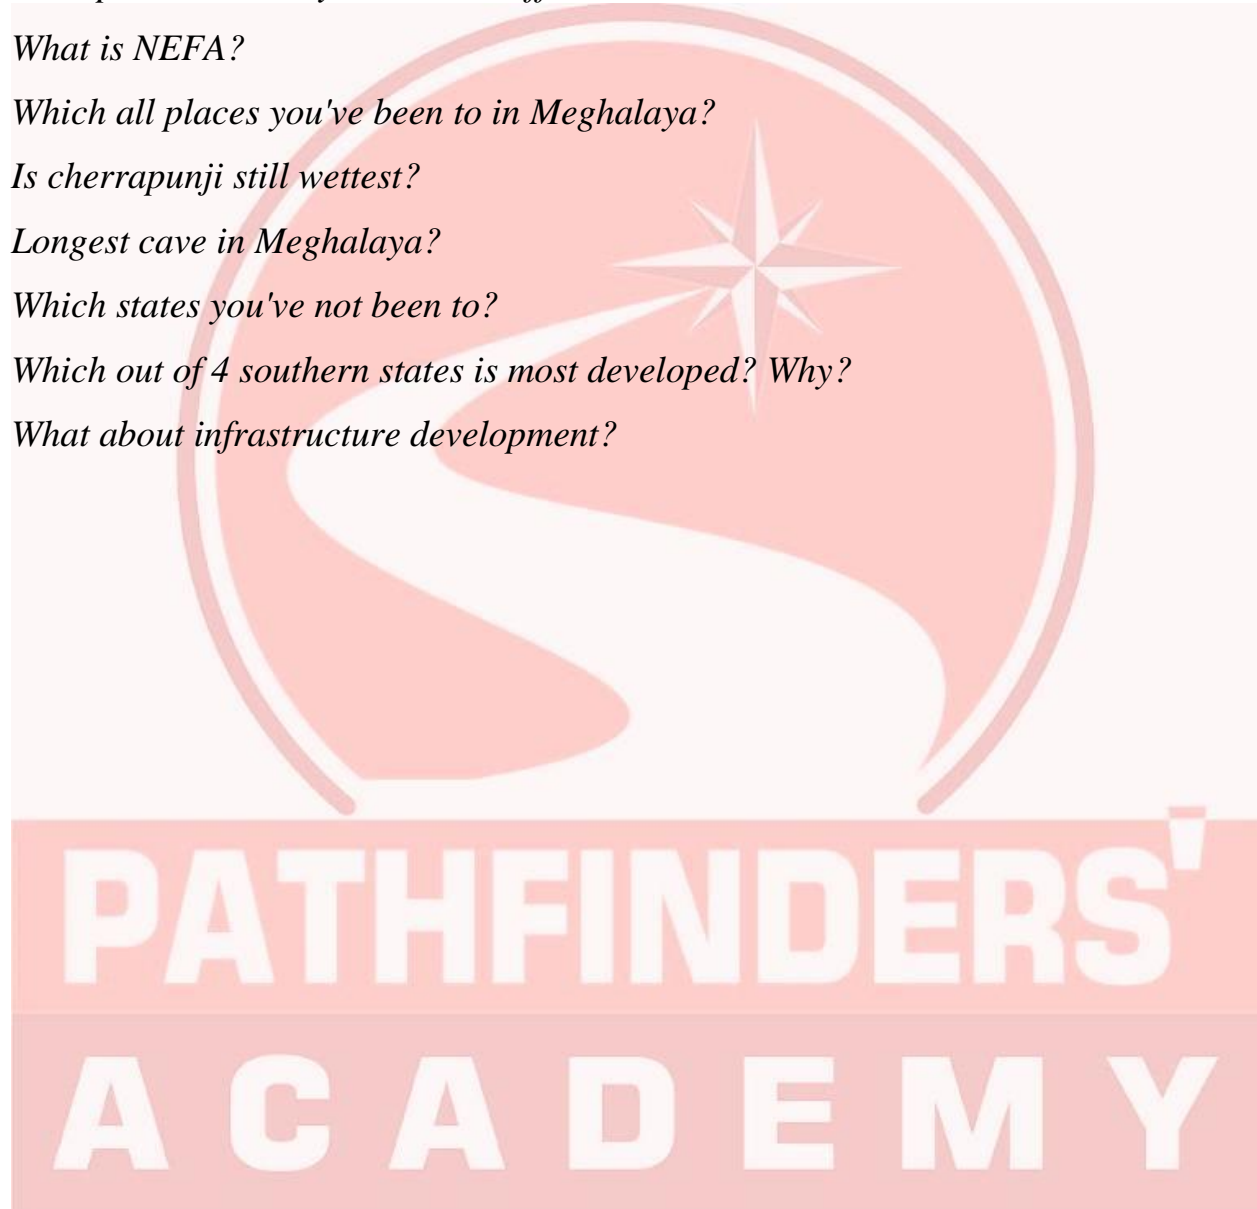 What is NEFA?
Which all places you've been to in Meghalaya?
Is cherrapunji still wettest?
Longest cave in Meghalaya?
Which states you've not been to?
Which out of 4 southern states is most developed? Why?
What about infrastructure development?
PATHFINDERS'
ACADEMY